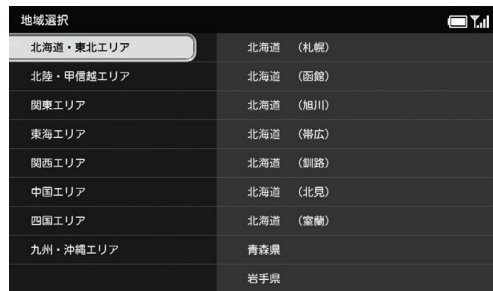 地域選択
北海道・東北エリア
北陸・甲信越エリア
関東エリア
東海エリア
関西エリア
中国エリア
四国エリア
九州・沖縄エリア
北海道 （札幌）
北海道 （函館）
北海道 （旭川）
北海道 （帯広）
北海道 （釧路）
北海道 （北見）
北海道 （室蘭）
青森県
岩手県